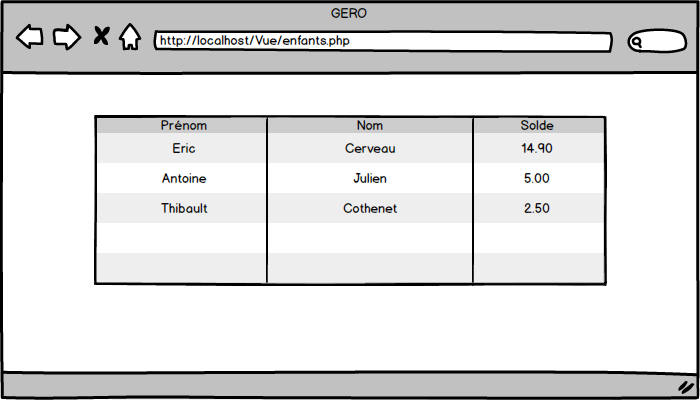 GERO
http://localhost/Vue/enfants.php
Prénom Nom Solde
Eric Cerveau 14.90
Antoine Julien 5.00
Thibault Cothenet 2.50